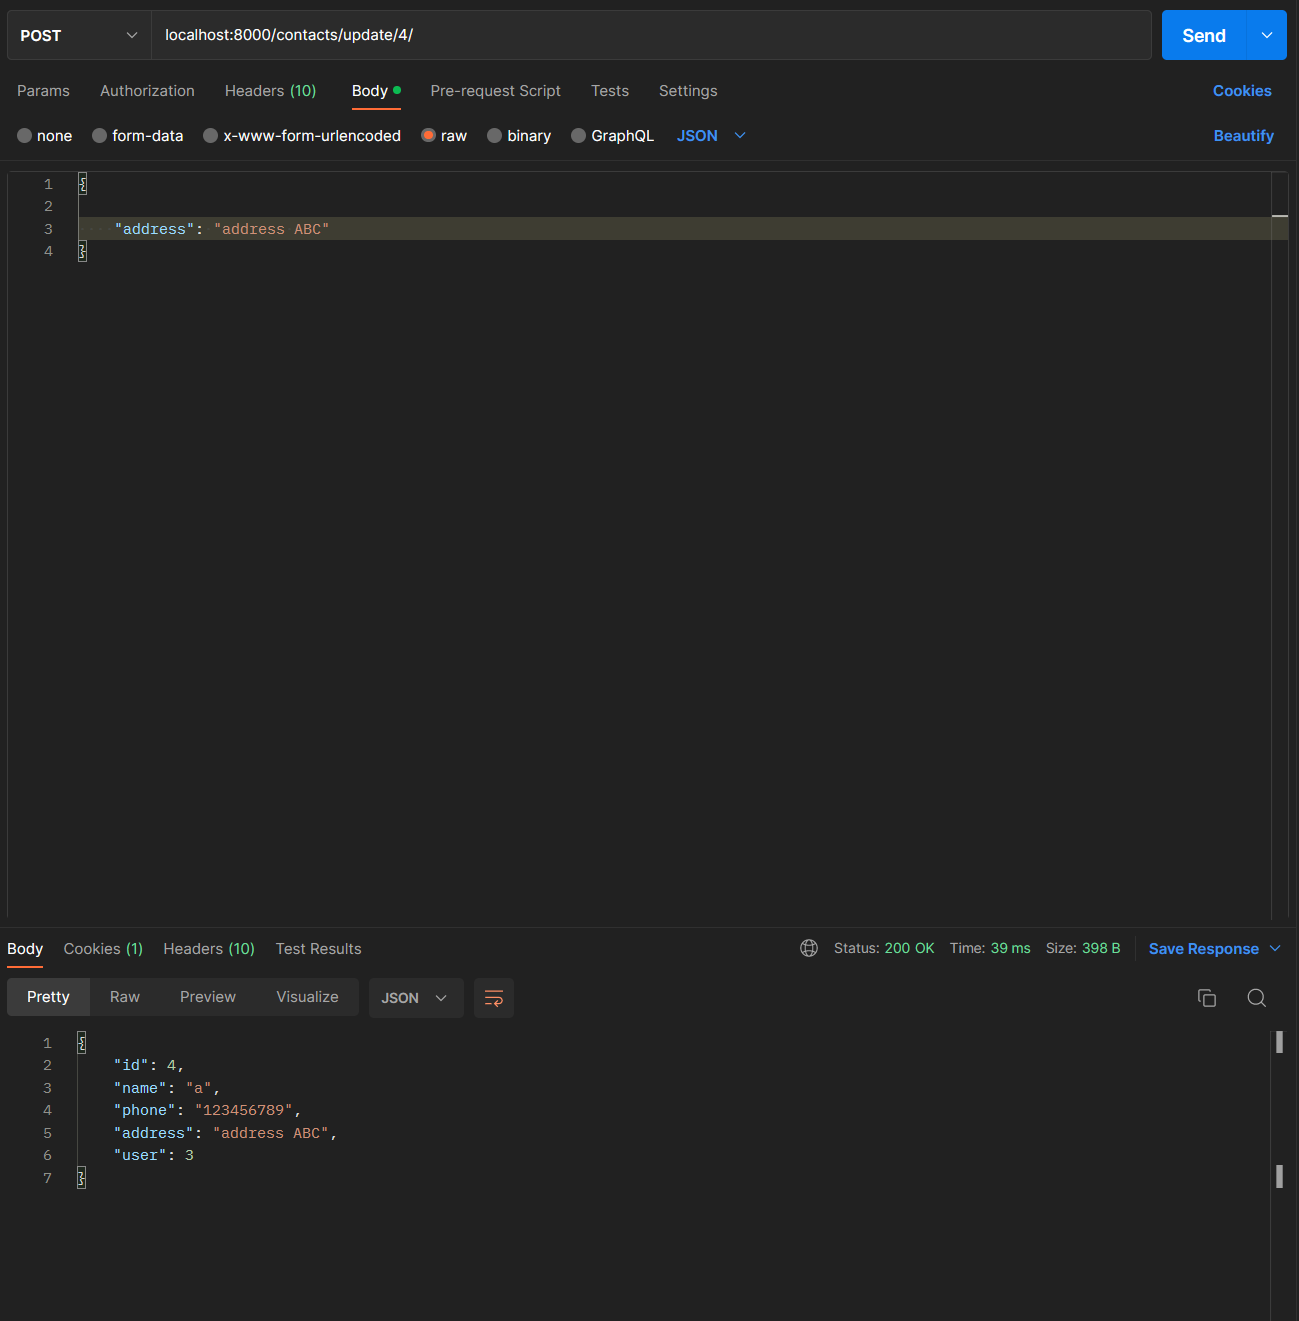 POST localhost:8000/contacts/update/4/ Send
Params Authorization Headers (10) Body Pre-request Script Tests Settings Cookies
none form-data x-www-form-urlencoded raw binary GraphQL JSON Beautify
1 {
2
3 "address": "address ABC"
4 }
Body Cookies (1) Headers (10) Test Results Status: 200 OK Time: 39 ms Size: 398 B Save Response
Pretty Raw Preview Visualize JSON
1 {
2 "id": 4,
3 "name": "a",
4 "phone": "123456789",
5 "address": "address ABC",
6 "user": 3
7 }